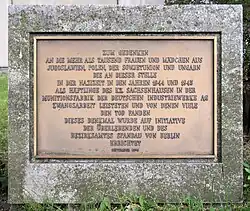 ZUM GEDENKEN
AN DIE MEHR ALS TAUSEND FRAUEN UND MÄDCHEN AUS
JUGOSLAWIEN, POLEN, DER SOWJETUNION UND UNGARN
DIE AN DIESER STELLE
IN DER NAZIZEIT IN DEN JAHREN 1944 UND 1945
ALS HÄFTLINGE DES KZ. SACHSENHAUSEN IN DER
MUNITIONSFABRIK DER DEUTSCHEN INDUSTRIEWERKE AG
ZWANGSARBEIT LEISTETEN UND VON DENEN VIELE
DEN TOD FANDEN
DIESES DENKMAL WURDE AUF INITIATIVE
DER ÜBERLEBENDEN UND DES
BEZIRKSAMTES SPANDAU VON BERLIN
ERRICHTET